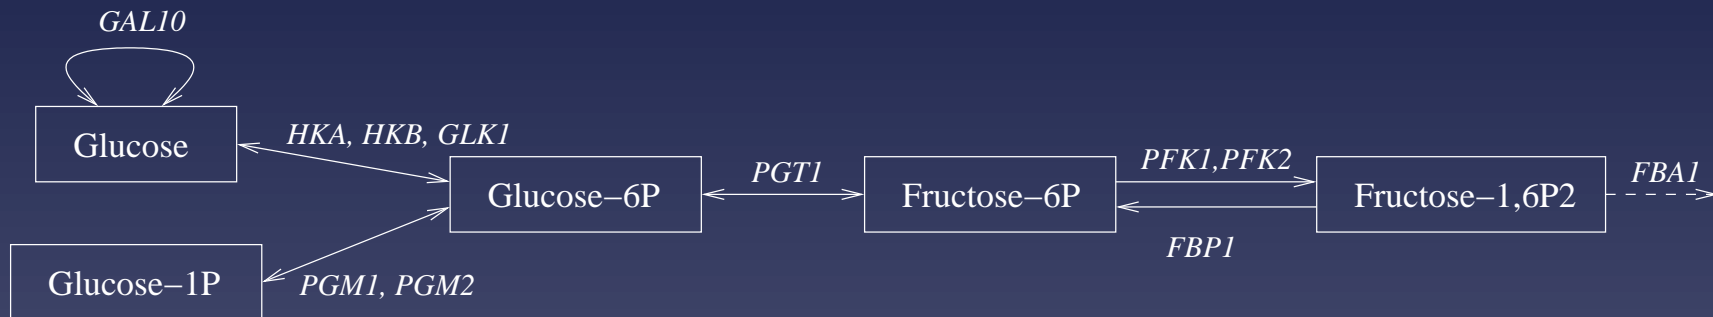 GAL10
Glucose
HKA, HKB, GLK1
Glucose−6P
PGT1
Fructose−6P
PFK1,PFK2
Fructose−1,6P2
FBA1
FBP1
Glucose−1P
PGM1, PGM2